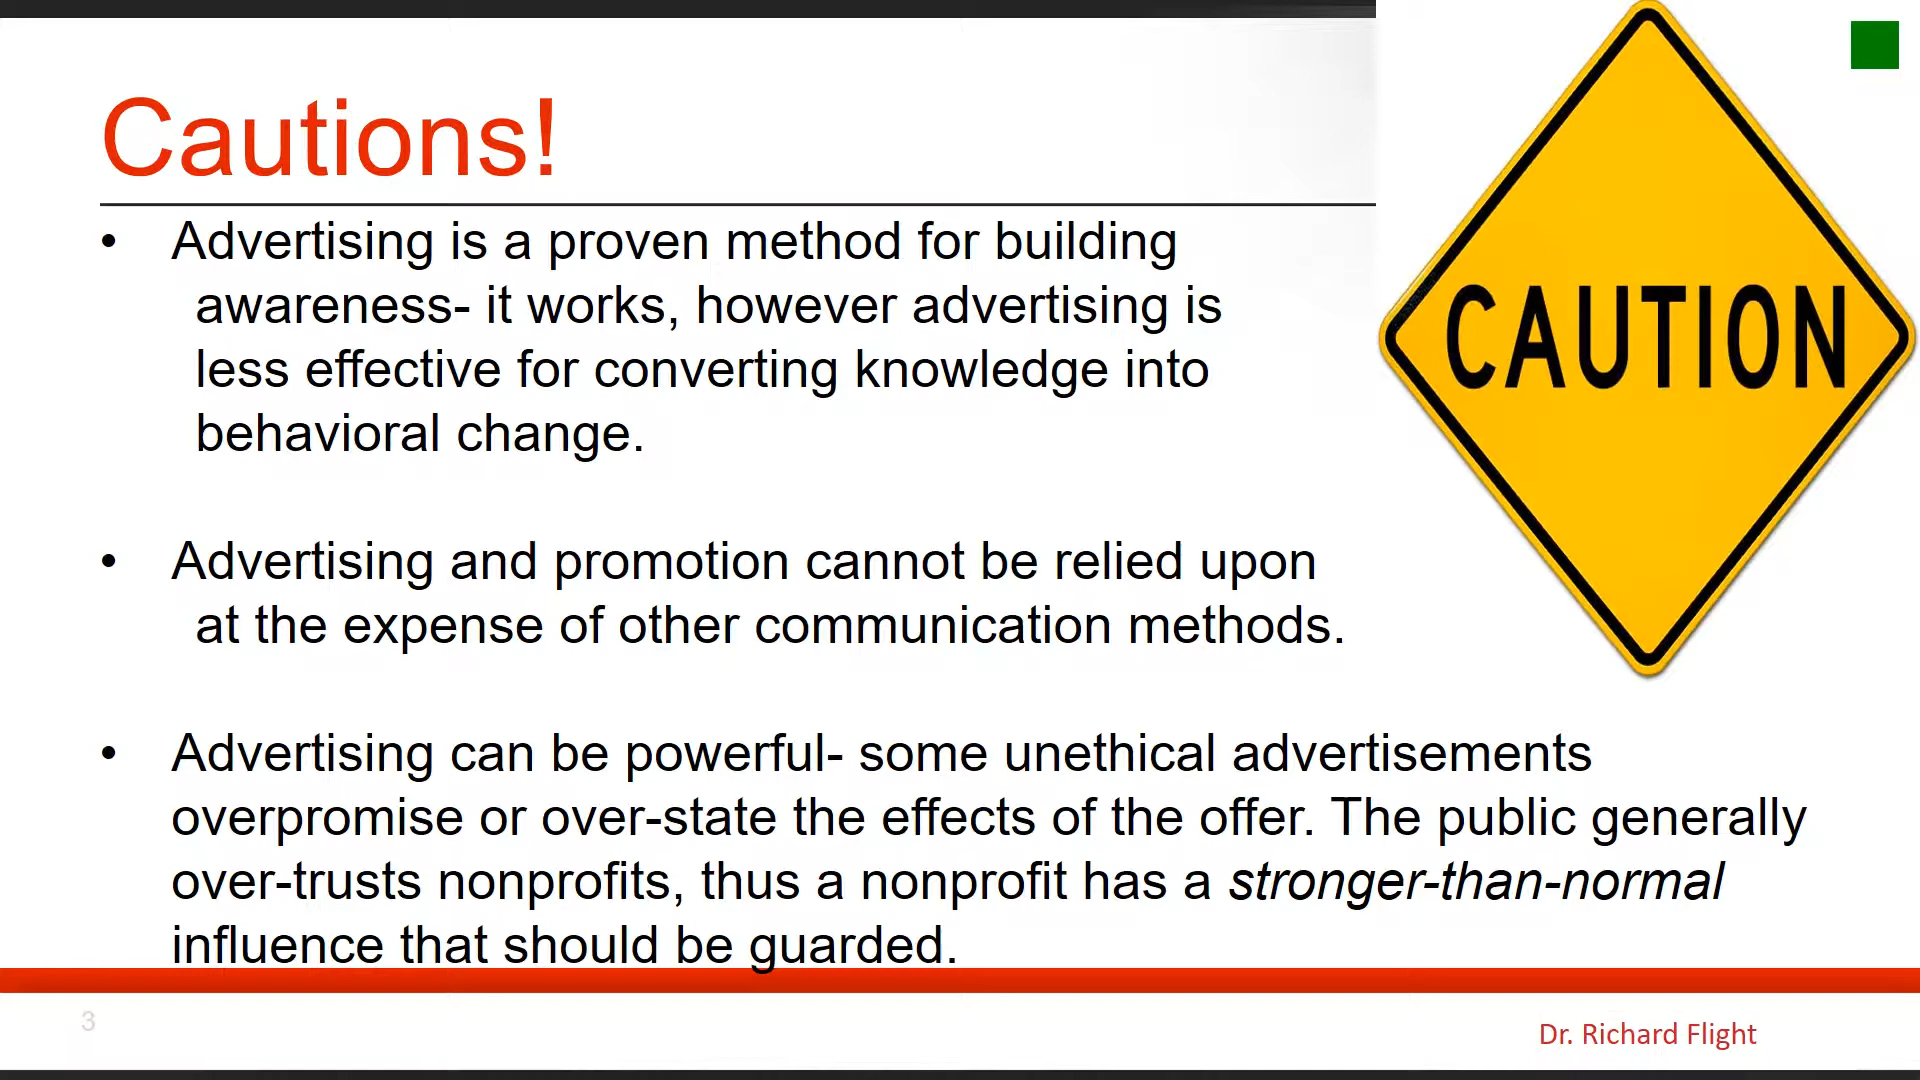 Cautions!
CAUTION
• Advertising is a proven method for building
awareness- it works, however advertising is
less effective for converting knowledge into
behavioral change.
• Advertising and promotion cannot be relied upon
at the expense of other communication methods.
• Advertising can be powerful- some unethical advertisements
overpromise or over-state the effects of the offer. The public generally
over-trusts nonprofits, thus a nonprofit has a stronger-than-normal
influence that should be guarded.
3
Dr. Richard Flight